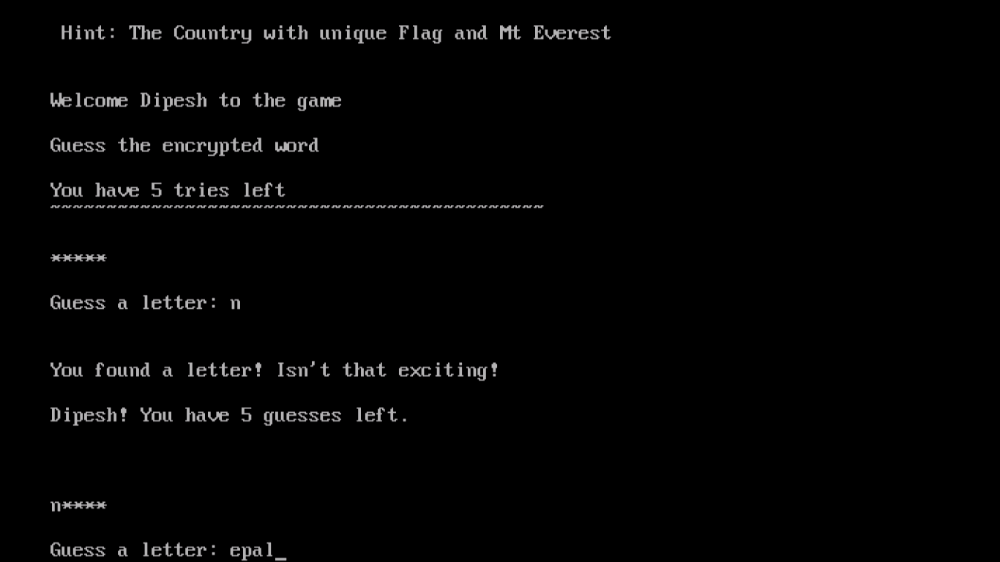 Hint: The Country with unique Flag and Mt Everest
Welcome Dipesh to the game
Guess the encrypted word
You have 5 tries left
~~~~~~~~~~~~~~~~~~~~~~~~~~~~~~~~~~~~~~~~~~~~
*****
Guess a letter: n
You found a letter! Isn't that exciting!
Dipesh! You have 5 guesses left.
n****
Guess a letter: epal_